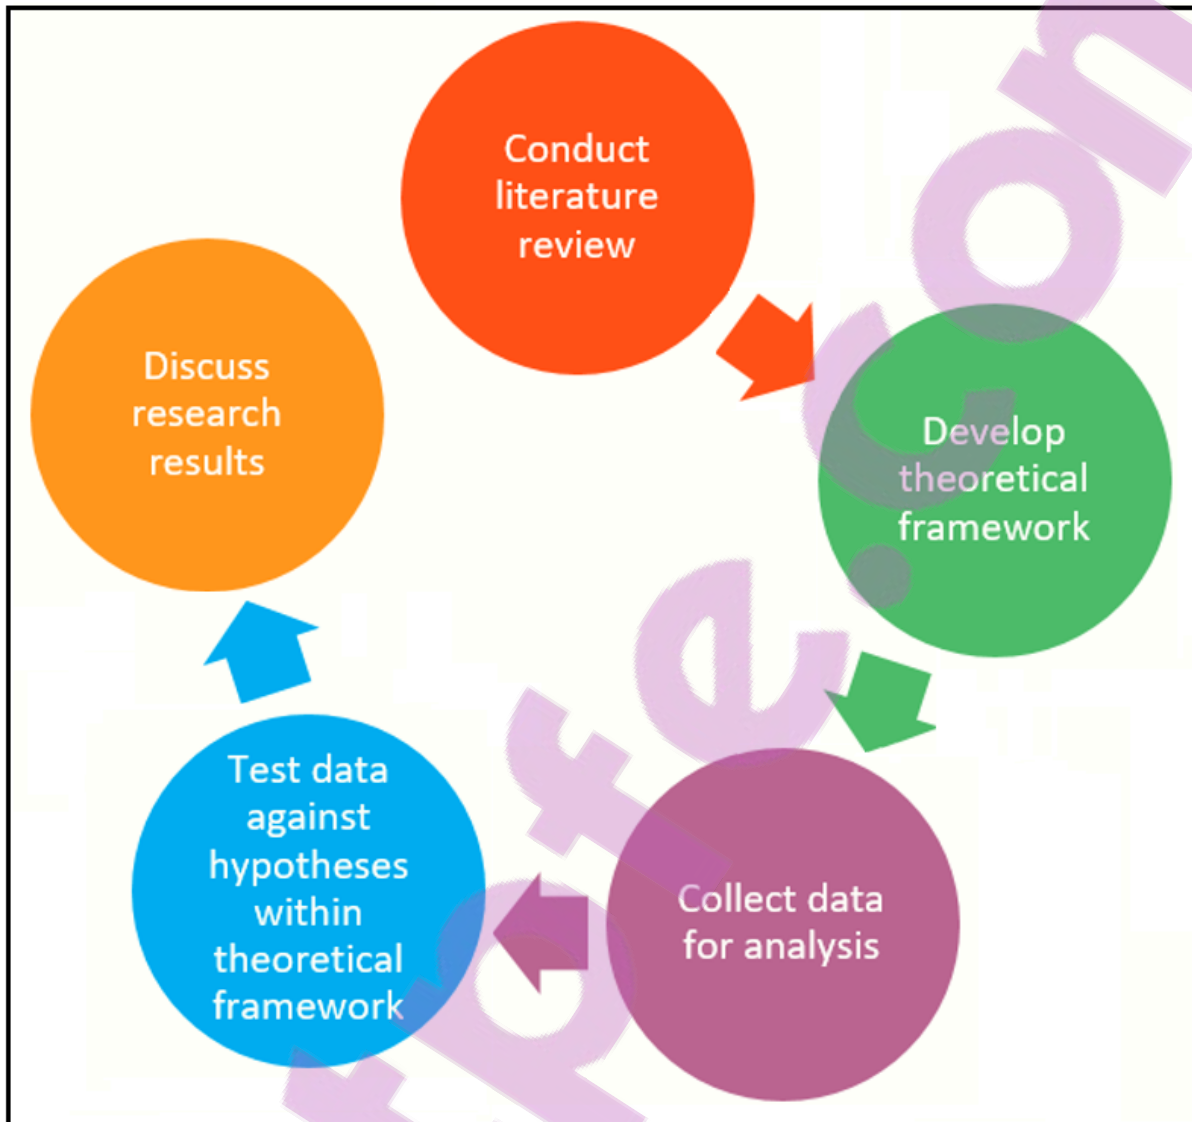 Conduct
literature
review
Develop
theoretical
framework
Collect data
for analysis
Test data
against
hypotheses
within
theoretical
framework
Discuss
research
results